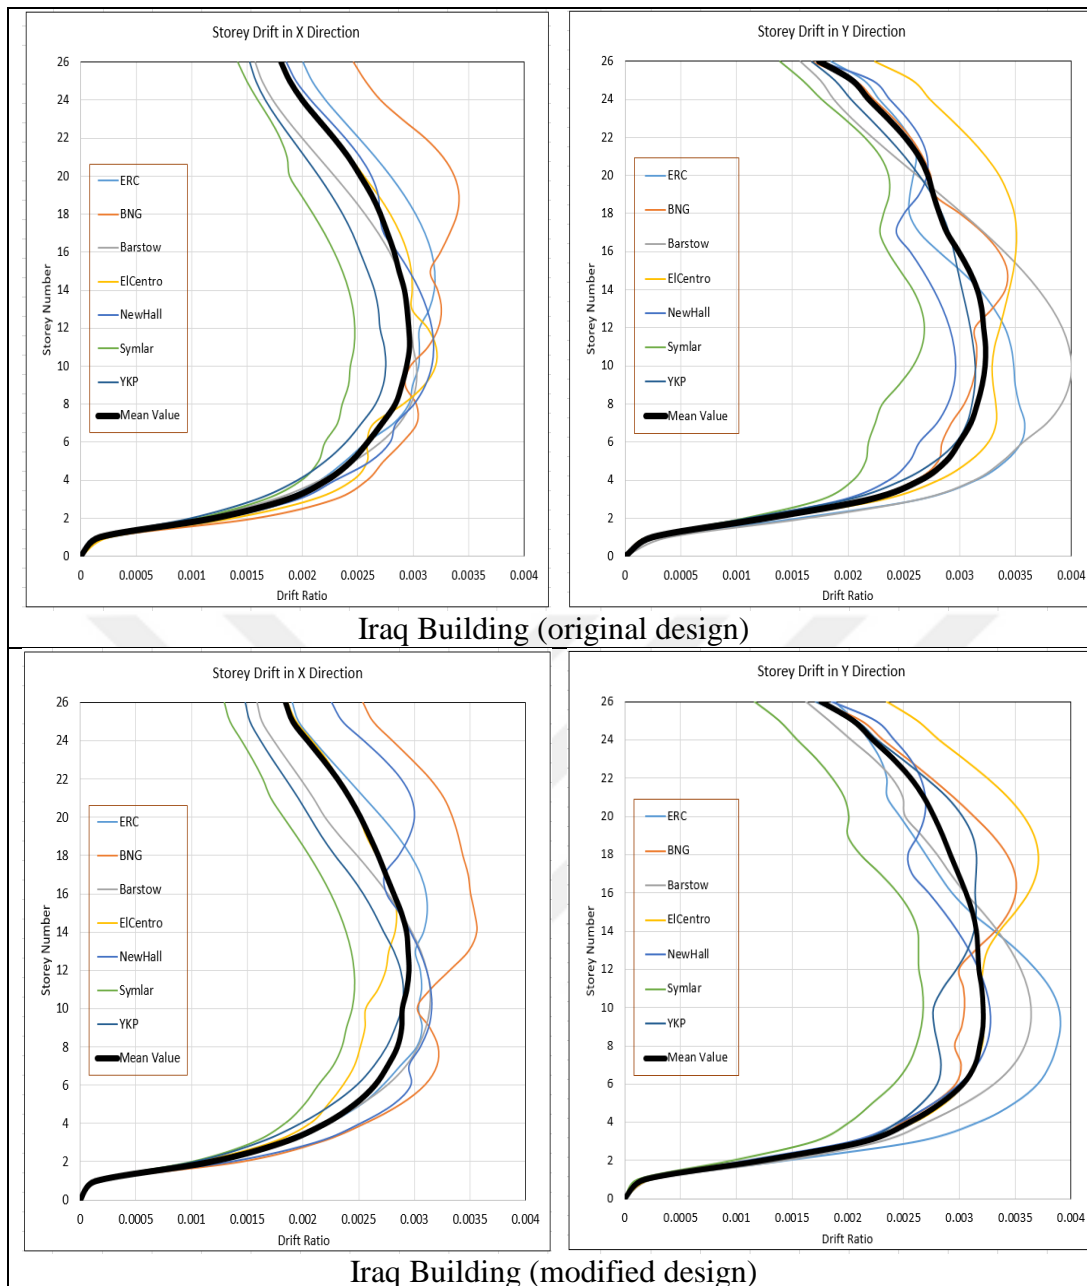 Storey Drift in X Direction
26
24
22
20
18
16
14
12
10
8
6
4
2
0
Storey Number
ERC
BNG
Barstow
ElCentro
NewHall
Symlar
YKP
Mean Value
0 0.0005 0.001 0.0015 0.002 0.0025 0.003 0.0035 0.004
Drift Ratio
Storey Drift in Y Direction
26
24
22
20
18
16
14
12
10
8
6
4
2
0
Storey Number
ERC
BNG
Barstow
ElCentro
NewHall
Symlar
YKP
Mean Value
0 0.0005 0.001 0.0015 0.002 0.0025 0.003 0.0035 0.004
Drift Ratio
Iraq Building (original design)
Storey Drift in X Direction
26
24
22
20
18
16
14
12
10
8
6
4
2
0
Storey Number
ERC
BNG
Barstow
ElCentro
NewHall
Symlar
YKP
Mean Value
0 0.0005 0.001 0.0015 0.002 0.0025 0.003 0.0035 0.004
Drift Ratio
Storey Drift in Y Direction
26
24
22
20
18
16
14
12
10
8
6
4
2
0
Storey Number
ERC
BNG
Barstow
ElCentro
NewHall
Symlar
YKP
Mean Value
0 0.0005 0.001 0.0015 0.002 0.0025 0.003 0.0035 0.004
Drift Ratio
Iraq Building (modified design)